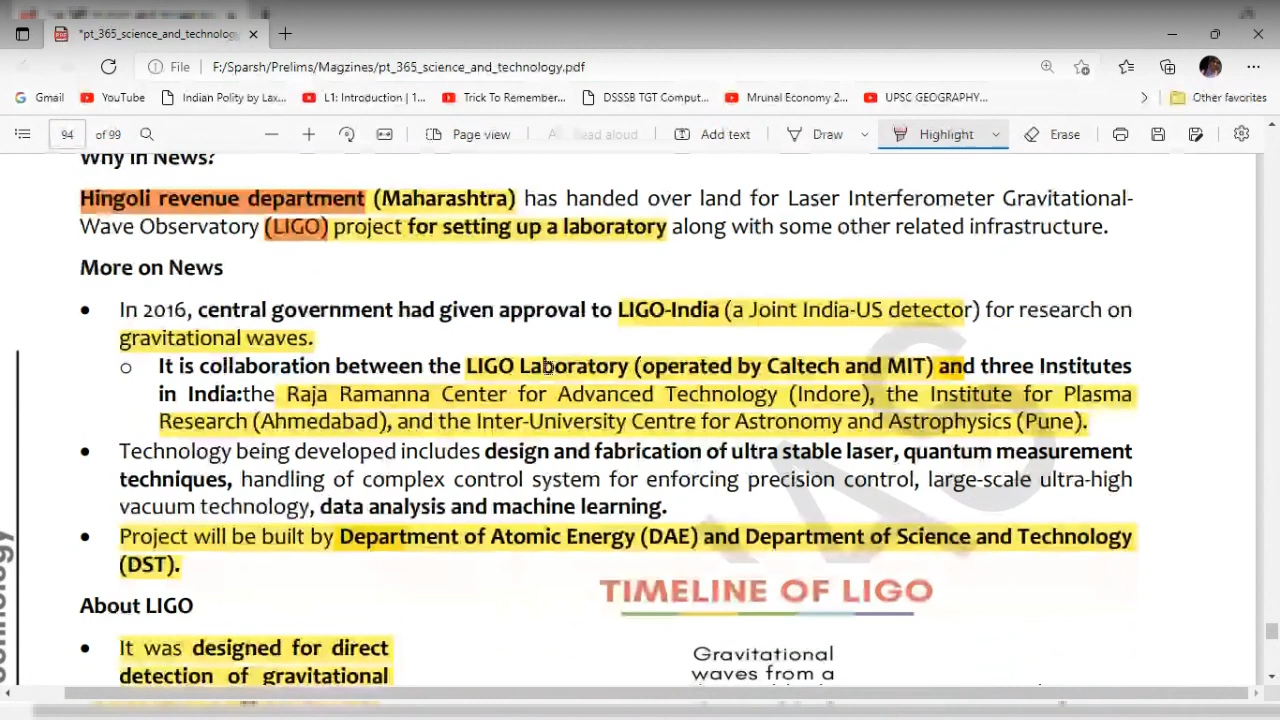 *pt_365_science_and_technology
File F:/Sparsh/Prelims/Magzines/pt_365_science_and_technology.pdf
Gmail YouTube Indian Polity by Lax... L1: Introduction | 1... Trick To Remember... DSSSB TGT Comput... Mrunal Economy 2... UPSC GEOGRAPHY... Other favorites
94 of 99 Page view Read aloud Add text Draw Highlight Erase
Why in News?
Hingoli revenue department (Maharashtra) has handed over land for Laser Interferometer Gravitational-
Wave Observatory (LIGO) project for setting up a laboratory along with some other related infrastructure.
More on News
• In 2016, central government had given approval to LIGO-India (a Joint India-US detector) for research on
gravitational waves.
o It is collaboration between the LIGO Laboratory (operated by Caltech and MIT) and three Institutes
in India:the Raja Ramanna Center for Advanced Technology (Indore), the Institute for Plasma
Research (Ahmedabad), and the Inter-University Centre for Astronomy and Astrophysics (Pune).
• Technology being developed includes design and fabrication of ultra stable laser, quantum measurement
techniques, handling of complex control system for enforcing precision control, large-scale ultra-high
vacuum technology, data analysis and machine learning.
• Project will be built by Department of Atomic Energy (DAE) and Department of Science and Technology
(DST).
TIMELINE OF LIGO
About LIGO
• It was designed for direct
detection of gravitational
Gravitational
waves from a